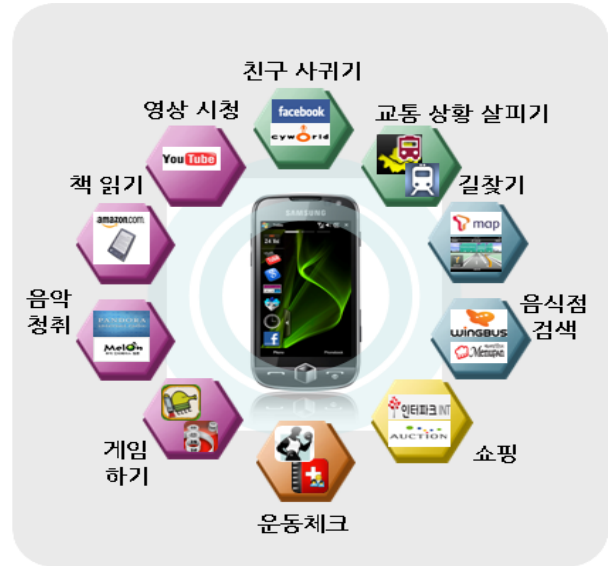 친구 사귀기
facebook
cyworld
영상 시청
YouTube
교통 상황 살피기
책 읽기
amazon.com
길찾기
T map
SAMSUNG
음악
청취
PANDORA
MelOn
음식점
검색
WINGBUS
Menupan
게임
하기
인터파크 INT
AUCTION
쇼핑
운동체크